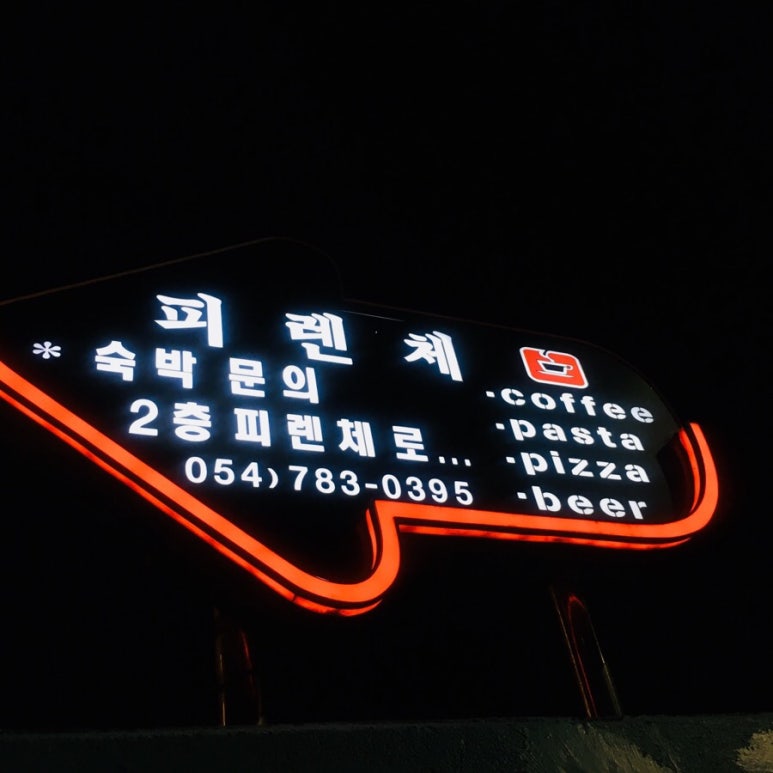 피렌체
* 숙박 문의
2층 피렌체로...
054)783-0395
·coffee
·pasta
·pizza
·beer